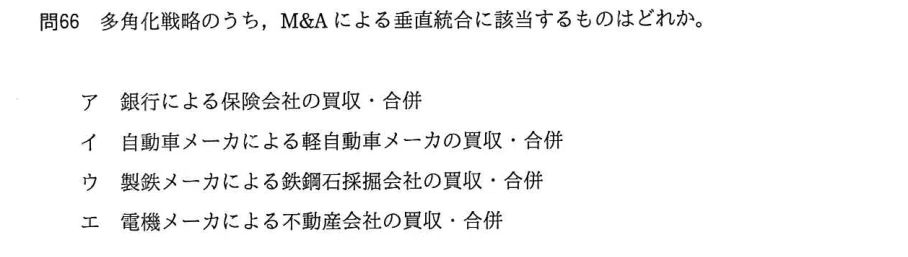 問66 多角化戦略のうち，M&A による垂直統合に該当するものはどれか。
ア 銀行による保険会社の買収・合併
イ 自動車メーカによる軽自動車メーカの買収・合併
ウ 製鉄メーカによる鉄鋼石採掘会社の買収・合併
エ 電機メーカによる不動産会社の買収・合併